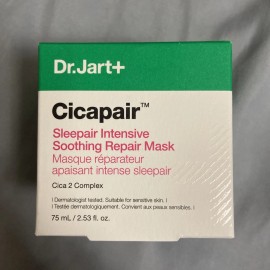 Dr.Jart+
Cicapair™
Sleepair Intensive
Soothing Repair Mask
Masque réparateur
apaisant intense sleepair
Cica 2 Complex
| Dermatologist tested. Suitable for sensitive skin. |
| Testée dermatologiquement. Convient aux peaux sensibles. |
75 mL / 2.53 fl. oz.